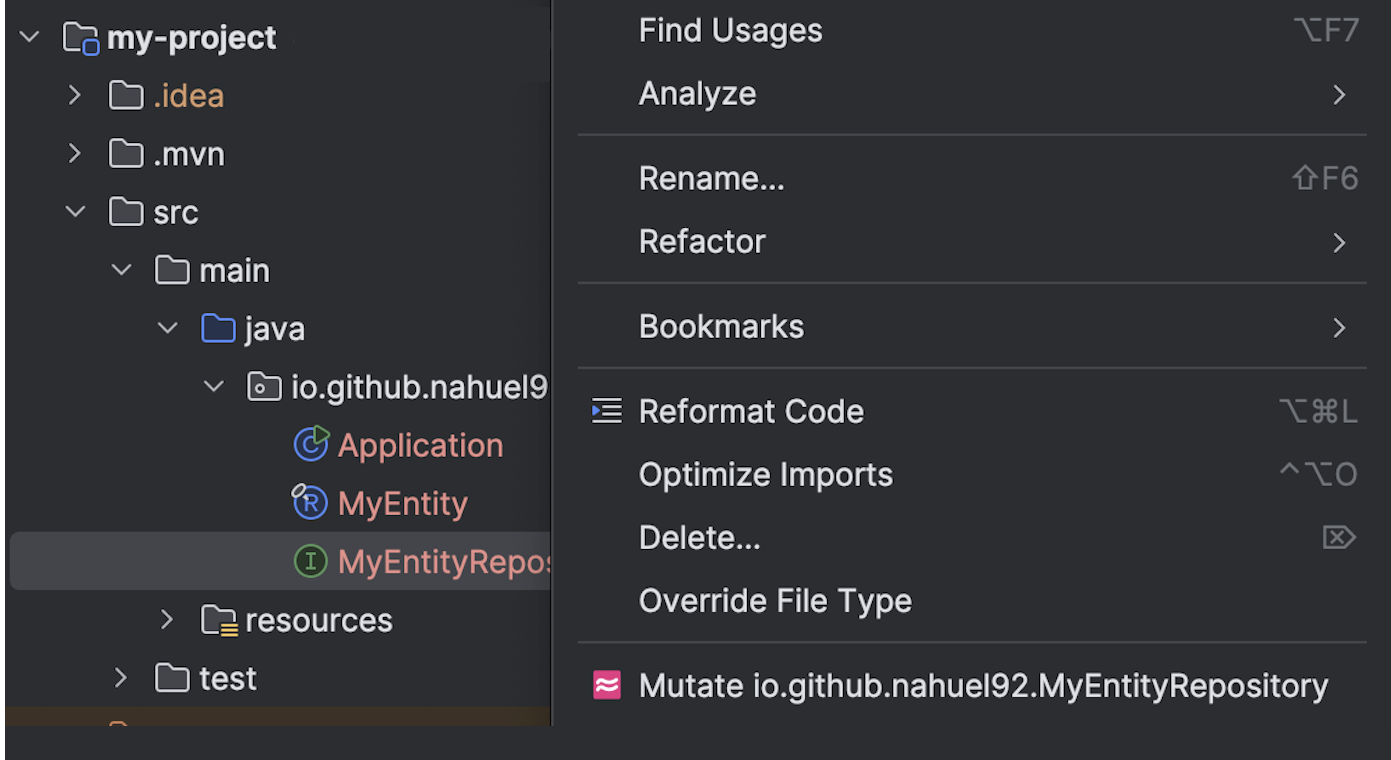 my-project
.idea
.mvn
src
main
java
io.github.nahuel9
Application
MyEntity
MyEntityRepos
resources
test
Find Usages ⌥F7
Analyze
Rename... ⇧F6
Refactor
Bookmarks
Reformat Code ⌥⌘L
Optimize Imports ^⌥O
Delete... ⌦
Override File Type
Mutate io.github.nahuel92.MyEntityRepository